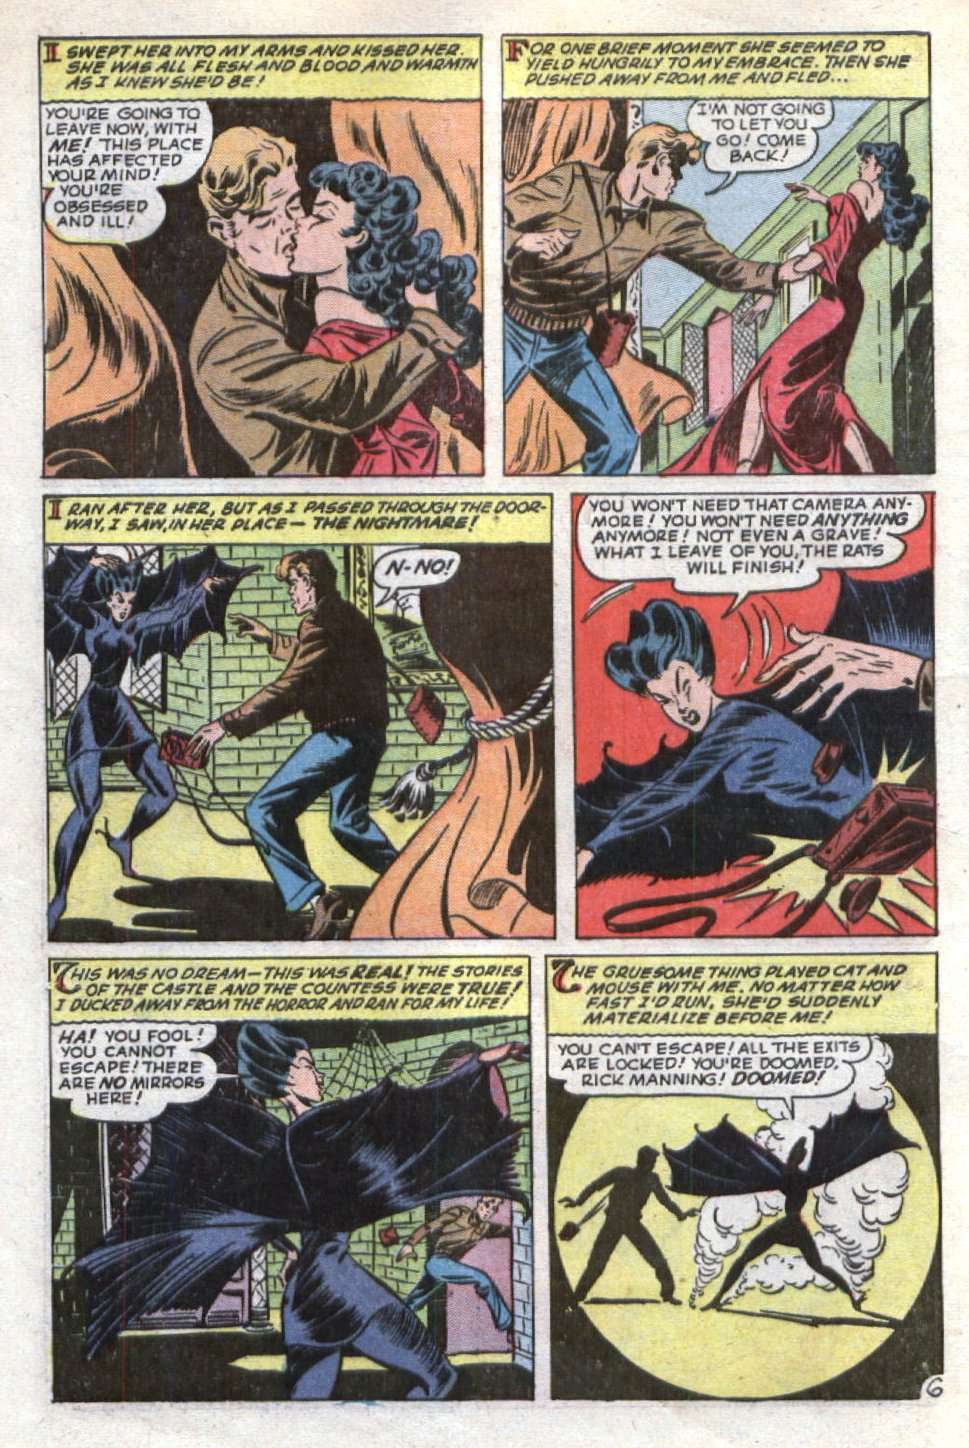 I SWEPT HER INTO MY ARMS AND KISSED HER.
SHE WAS ALL FLESH AND BLOOD, AND WARMTH
AS I KNEW SHE'D BE!
YOU'RE GOING TO
LEAVE NOW, WITH
ME! THIS PLACE
HAS AFFECTED
YOUR MIND!
YOU'RE
OBSESSED
AND ILL!
FOR ONE BRIEF MOMENT SHE SEEMED TO
YIELD HUNGRILY TO MY EMBRACE. THEN SHE
PUSHED AWAY FROM ME AND FLED...
?
I'M NOT GOING
TO LET YOU
GO! COME
BACK!
I RAN AFTER HER, BUT AS I PASSED THROUGH THE DOOR-
WAY, I SAW, IN HER PLACE— THE NIGHTMARE!
N-NO!
YOU WON'T NEED THAT CAMERA ANY-
MORE! YOU WON'T NEED ANYTHING
ANYMORE! NOT EVEN A GRAVE!
WHAT I LEAVE OF YOU, THE RATS
WILL FINISH!
THIS WAS NO DREAM—THIS WAS REAL! THE STORIES
OF THE CASTLE AND THE COUNTESS WERE TRUE!
I DUCKED AWAY FROM THE HORROR AND RAN FOR MY LIFE!
HA! YOU FOOL!
YOU CANNOT
ESCAPE! THERE
ARE NO MIRRORS
HERE!
THE GRUESOME THING PLAYED CAT AND
MOUSE WITH ME. NO MATTER HOW
FAST I'D RUN, SHE'D SUDDENLY
MATERIALIZE BEFORE ME!
YOU CAN'T ESCAPE! ALL THE EXITS
ARE LOCKED! YOU'RE DOOMED,
RICK MANNING! DOOMED!
6